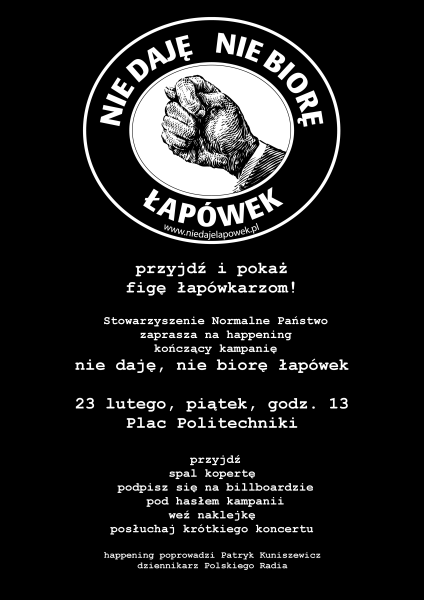 NIE DAJĘ NIE BIORĘ
ŁAPÓWEK
www.niedajelapowek.pl
przyjdź i pokaż
figę łapówkarzom!
Stowarzyszenie Normalne Państwo
zaprasza na happening
kończący kampanię
nie daję, nie biorę łapówek
23 lutego, piątek, godz. 13
Plac Politechniki
przyjdź
spal kopertę
podpisz się na billboardzie
pod hasłem kampanii
weź naklejkę
posłuchaj krótkiego koncertu
happening poprowadzi Patryk Kuniszewicz
dziennikarz Polskiego Radia